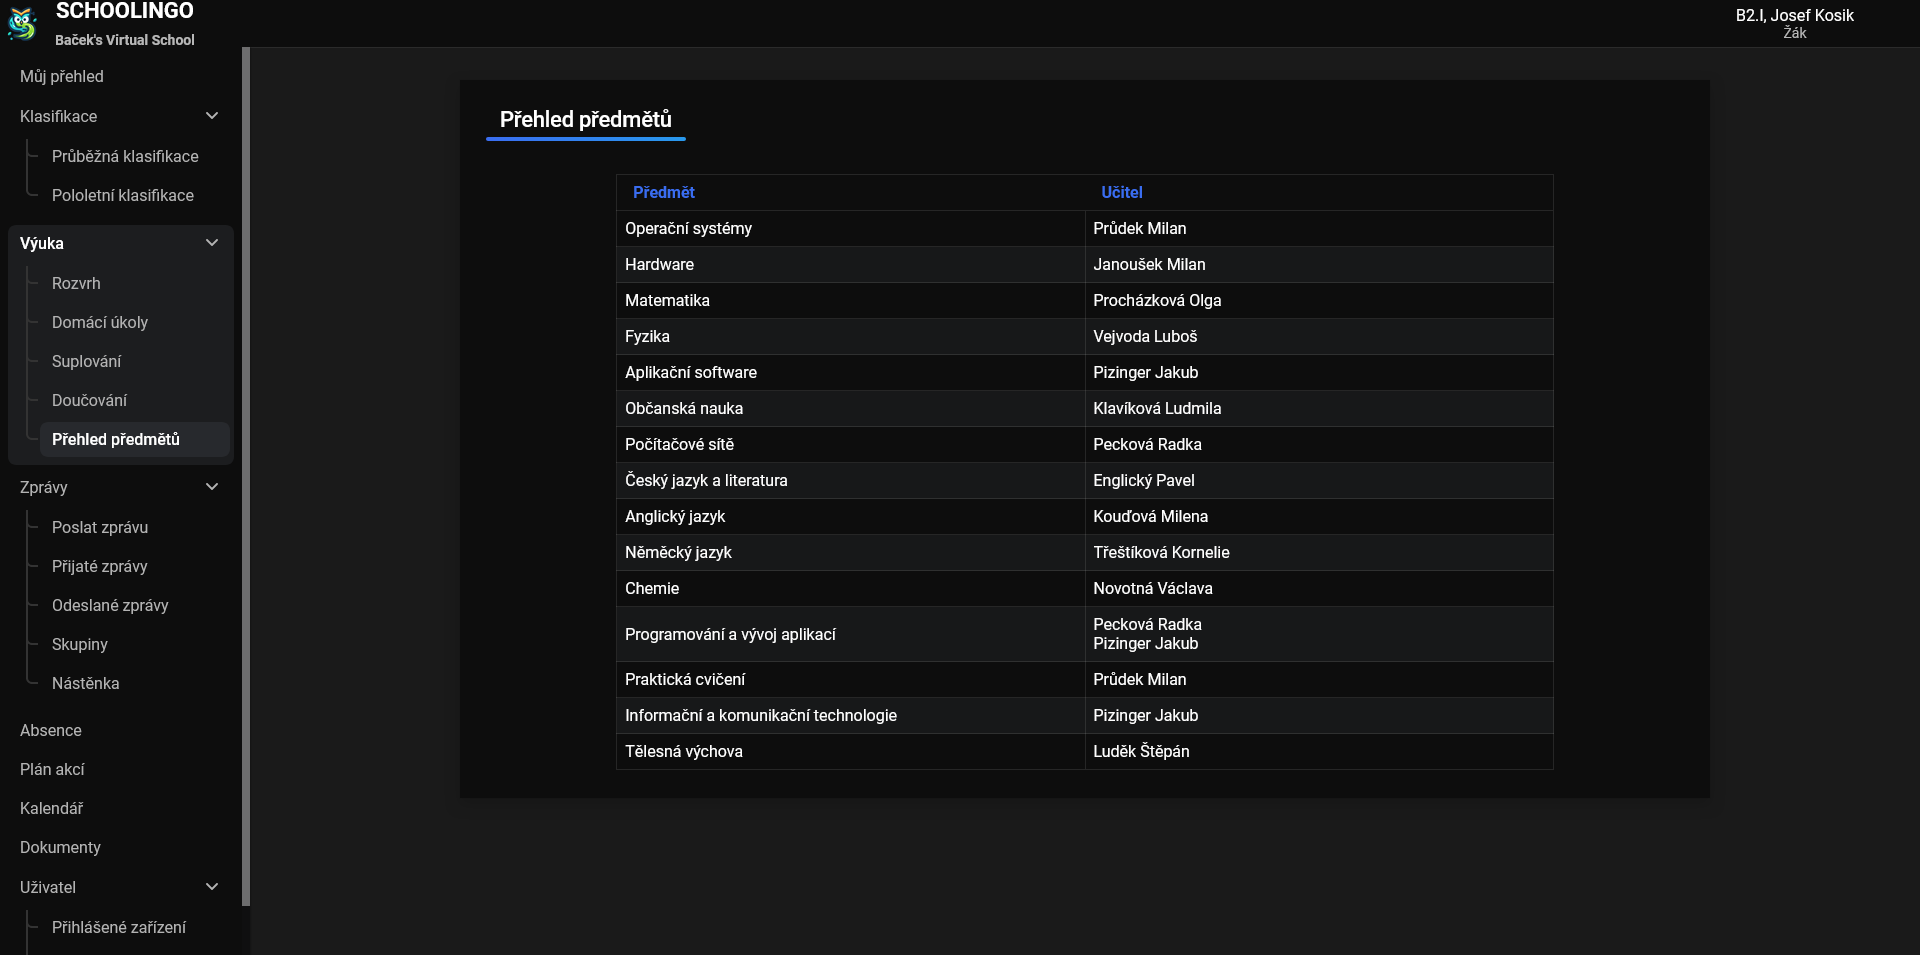 SCHOOLINGO
Baček's Virtual School
B2.I, Josef Kosik
Žák
Můj přehled
Klasifikace
Průběžná klasifikace
Pololetní klasifikace
Výuka
Rozvrh
Domácí úkoly
Suplování
Doučování
Přehled předmětů
Zprávy
Poslat zprávu
Přijaté zprávy
Odeslané zprávy
Skupiny
Nástěnka
Absence
Plán akcí
Kalendář
Dokumenty
Uživatel
Přihlášené zařízení
Přehled předmětů
Předmět Učitel
Operační systémy Průdek Milan
Hardware Janoušek Milan
Matematika Procházková Olga
Fyzika Vejvoda Luboš
Aplikační software Pizinger Jakub
Občanská nauka Klavíková Ludmila
Počítačové sítě Pecková Radka
Český jazyk a literatura Englický Pavel
Anglický jazyk Kouďová Milena
Německý jazyk Třeštíková Kornelie
Chemie Novotná Václava
Programování a vývoj aplikací Pecková Radka
Pizinger Jakub
Praktická cvičení Průdek Milan
Informační a komunikační technologie Pizinger Jakub
Tělesná výchova Luděk Štěpán